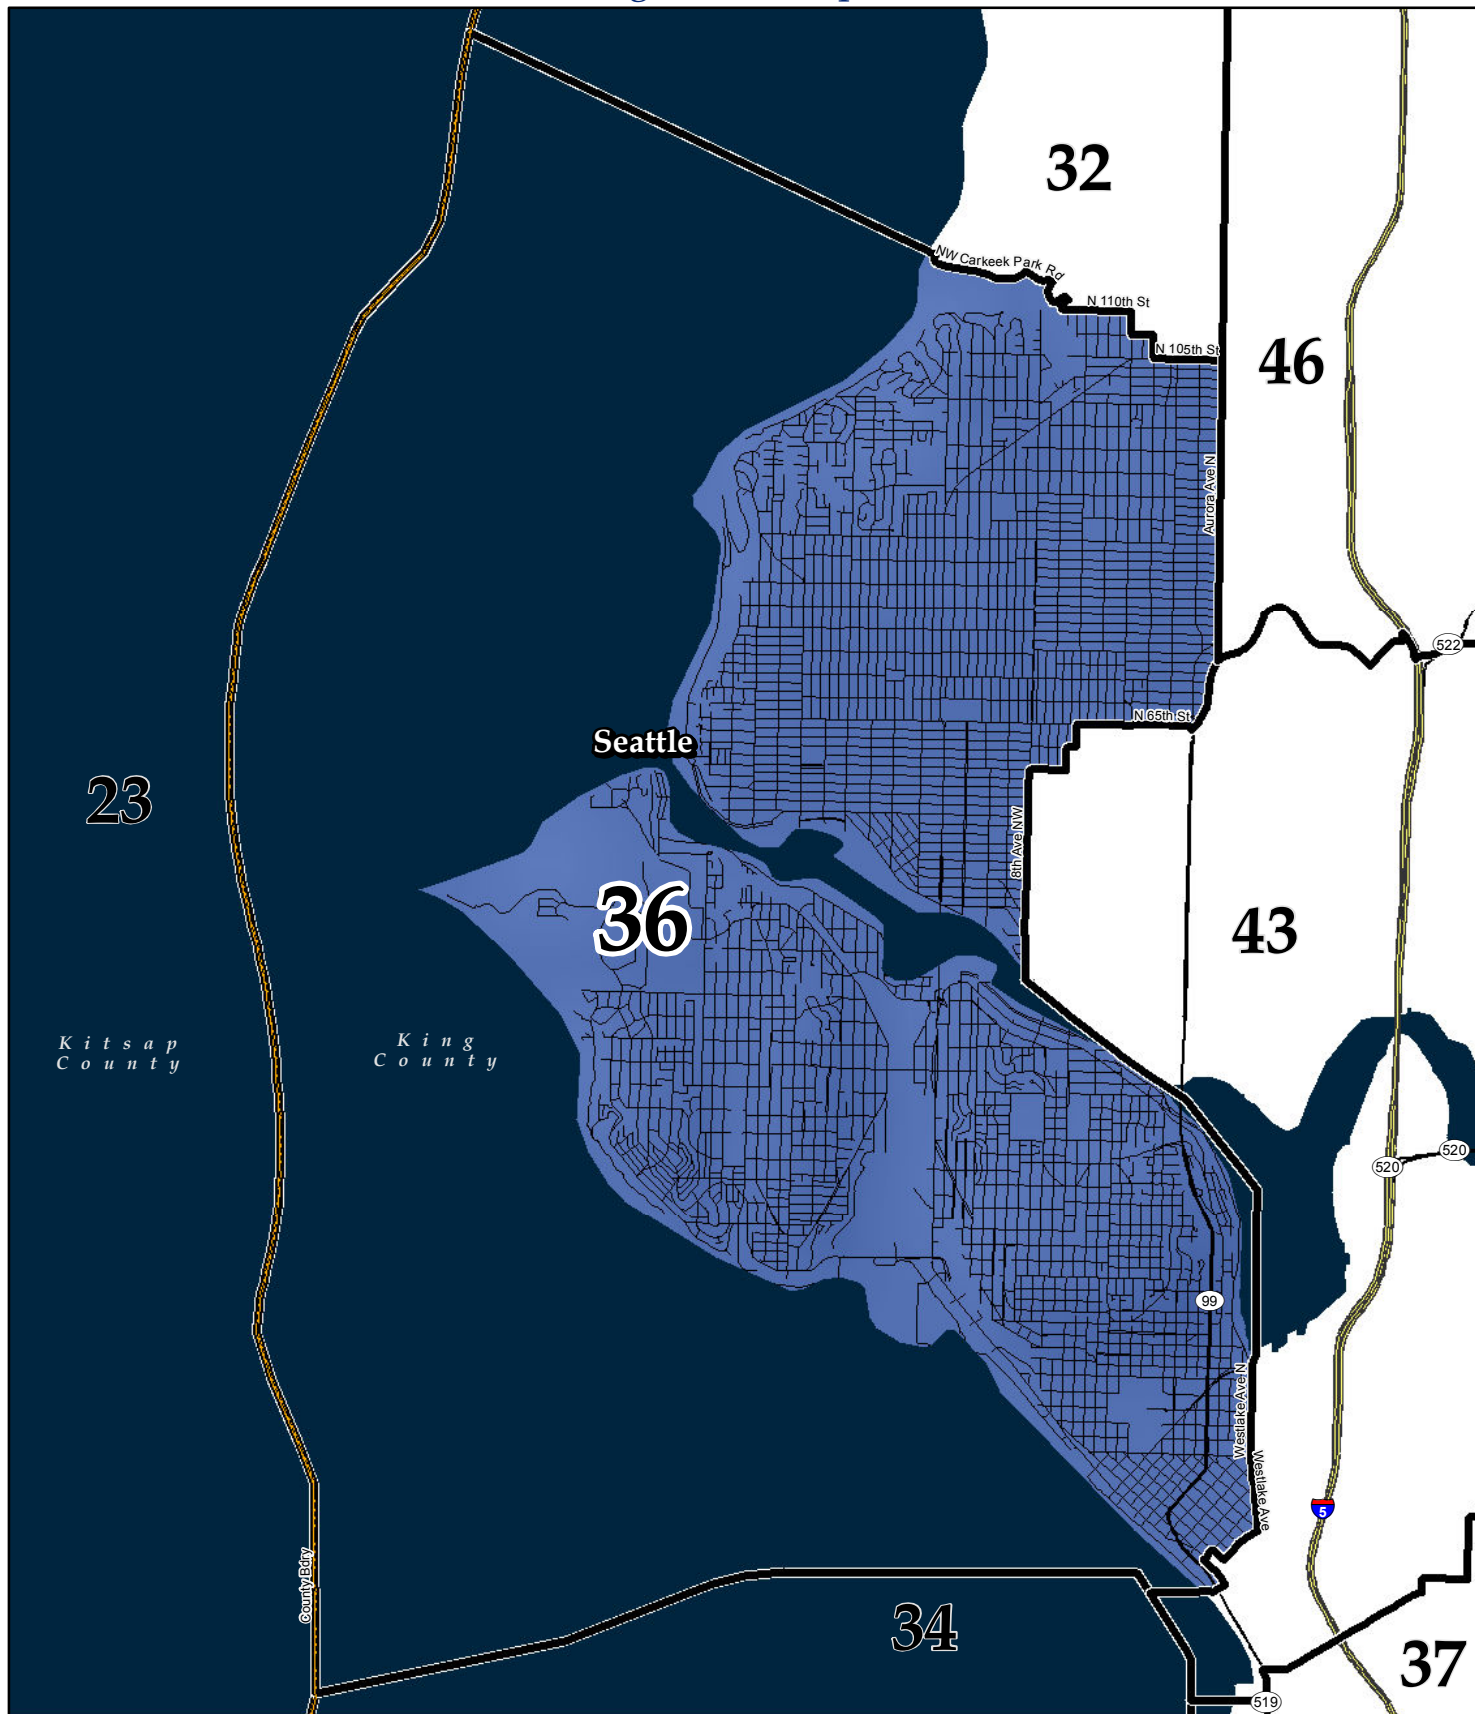 32
NW Carkeek Park Rd
N 110th St
N 105th St
46
Aurora Ave N
522
N 65th St
Seattle
23
8th Ave NW
36
43
Kitsap
County
King
County
520
520
99
Westlake Ave N
Westlake Ave
5
County Bdry
34
37
519